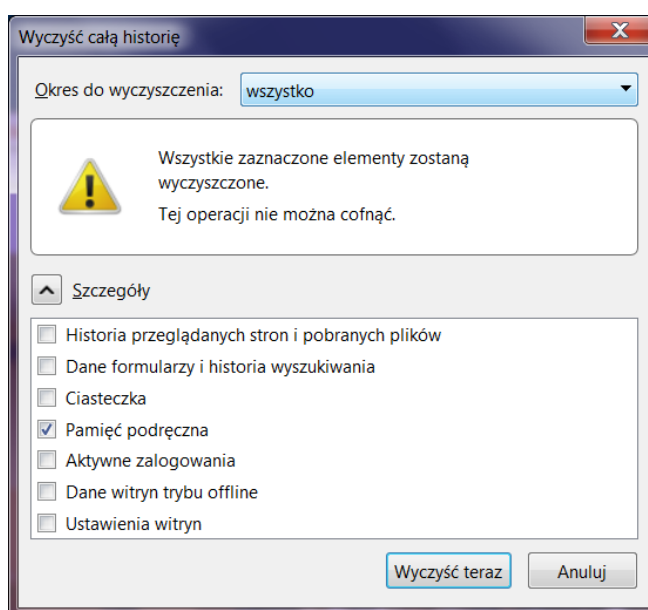 Wyczyść całą historię
Okres do wyczyszczenia: wszystko
Wszystkie zaznaczone elementy zostaną
wyczyszczone.
Tej operacji nie można cofnąć.
Szczegóły
Historia przeglądanych stron i pobranych plików
Dane formularzy i historia wyszukiwania
Ciasteczka
Pamięć podręczna
Aktywne zalogowania
Dane witryn trybu offline
Ustawienia witryn
Wyczyść teraz Anuluj